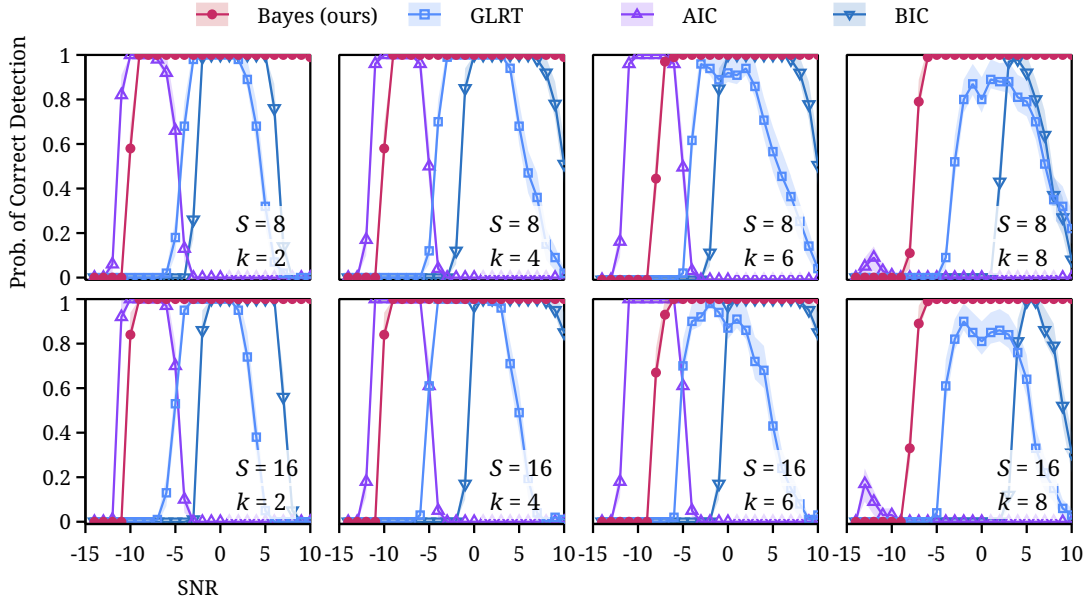 Bayes (ours) GLRT AIC BIC
Prob. of Correct Detection
1
0.8
0.6
0.4
0.2
0
S = 8
k = 2
S = 8
k = 4
S = 8
k = 6
S = 8
k = 8
1
0.8
0.6
0.4
0.2
0
S = 16
k = 2
S = 16
k = 4
S = 16
k = 6
S = 16
k = 8
-15 -10 -5 0 5 10 -15 -10 -5 0 5 10 -15 -10 -5 0 5 10 -15 -10 -5 0 5 10
SNR